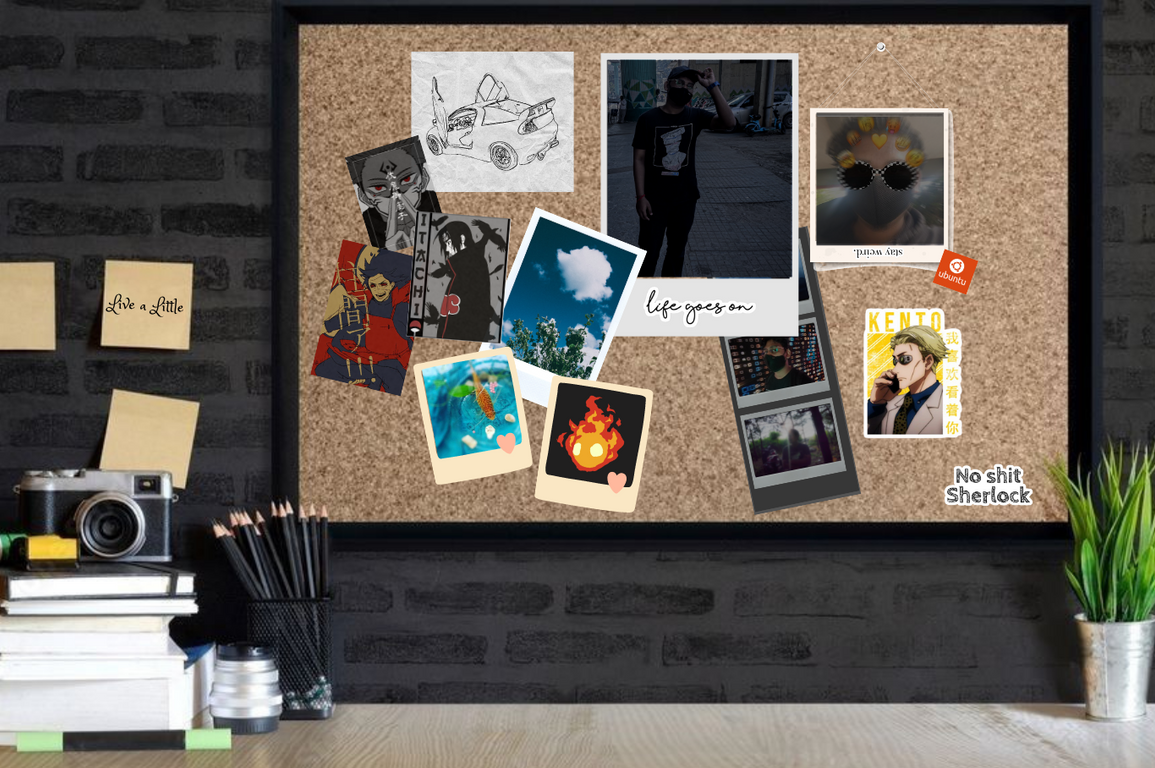 Live a Little
ITACHI
life goes on
stay weird.
ubuntu
KENTO
我
喜
欢
看
着
你
No shit
Sherlock